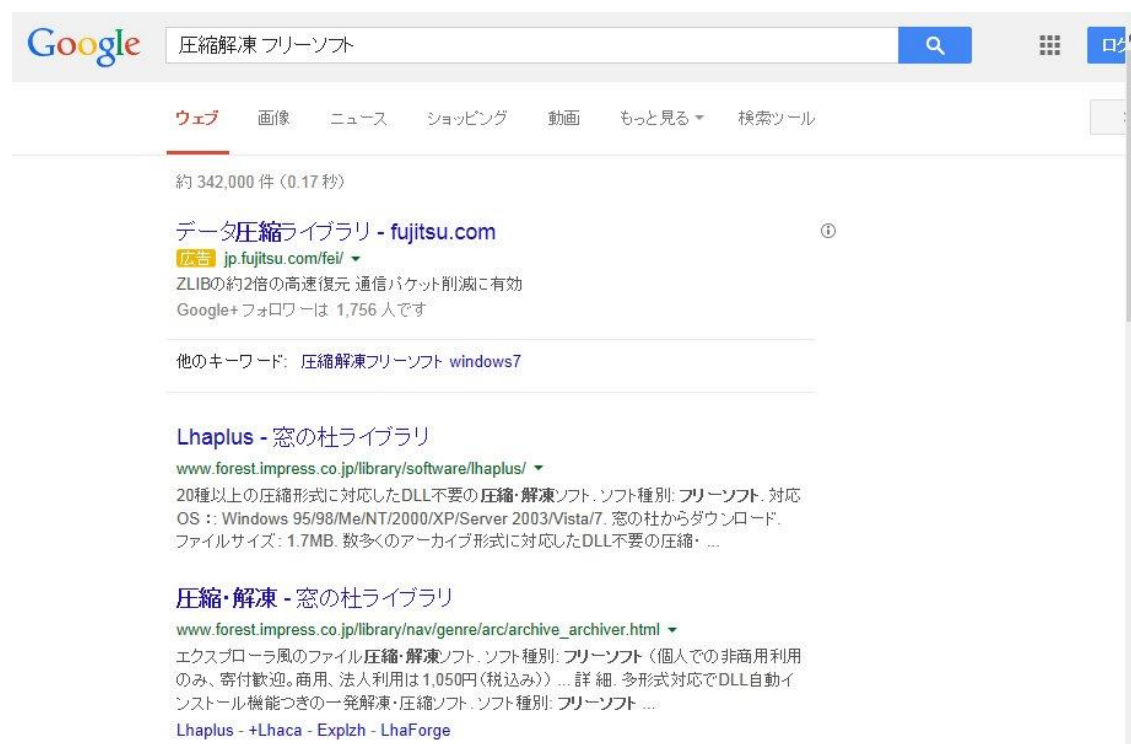 Google
圧縮解凍 フリーソフト
ウェブ 画像 ニュース ショッピング 動画 もっと見る 検索ツール
約 342,000 件 (0.17 秒)
データ圧縮ライブラリ - fujitsu.com
広告 jp.fujitsu.com/fei/
ZLIBの約2倍の高速復元 通信パケット削減に有効
Google+ フォロワーは 1,756 人です
他のキーワード: 圧縮解凍フリーソフト windows7
Lhaplus - 窓の杜ライブラリ
www.forest.impress.co.jp/library/software/lhaplus/
20種以上の圧縮形式に対応したDLL不要の圧縮・解凍ソフト. ソフト種別: フリーソフト. 対応
OS :: Windows 95/98/Me/NT/2000/XP/Server 2003/Vista/7. 窓の杜からダウンロード.
ファイルサイズ : 1.7MB. 数多くのアーカイブ形式に対応したDLL不要の圧縮・ ...
圧縮・解凍 - 窓の杜ライブラリ
www.forest.impress.co.jp/library/nav/genre/arc/archive_archiver.html
エクスプローラ風のファイル圧縮・解凍ソフト. ソフト種別: フリーソフト (個人での非商用利用
のみ、寄付歓迎。商用、法人利用は1,050円(税込み)) ... 詳 細. 多形式対応でDLL自動イ
ンストール機能つきの一発解凍・圧縮ソフト. ソフト種別: フリーソフト ...
Lhaplus - +Lhaca - Explzh - LhaForge